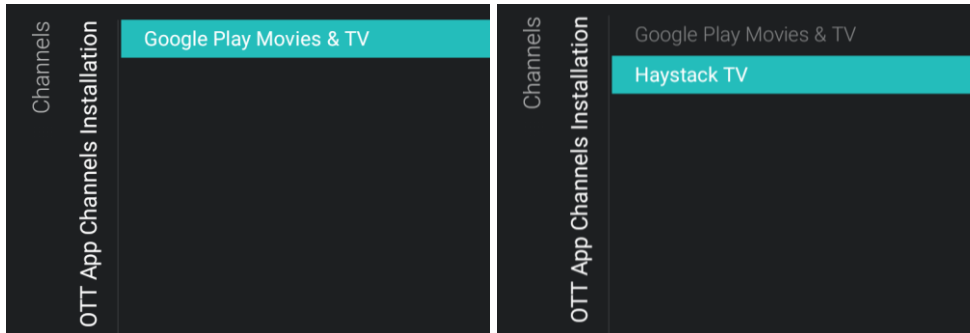 Channels
OTT App Channels Installation
Google Play Movies & TV
Channels
OTT App Channels Installation
Google Play Movies & TV
Haystack TV